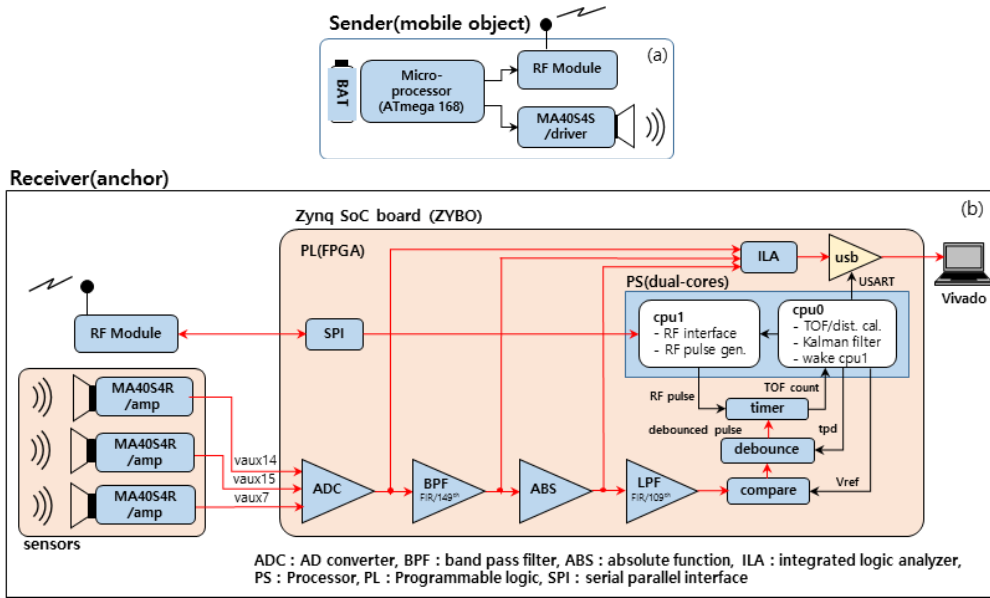 Sender(mobile object)
(a)
BAT
Micro-
processor
(ATmega 168)
RF Module
MA40S4S
/driver
Receiver(anchor)
(b)
Zynq SoC board (ZYBO)
PL(FPGA)
ILA
usb
USART
Vivado
PS(dual-cores)
RF Module
SPI
cpu1
- RF interface
- RF pulse gen.
cpu0
- TOF/dist. cal.
- Kalman filter
- wake cpu1
MA40S4R
/amp
MA40S4R
/amp
MA40S4R
/amp
sensors
vaux14
vaux15
vaux7
RF pulse
TOF count
timer
debounced pulse
tpd
debounce
compare
Vref
ADC
BPF
FIR/149th
ABS
LPF
FIR/109th
ADC : AD converter, BPF : band pass filter, ABS : absolute function, ILA : integrated logic analyzer,
PS : Processor, PL : Programmable logic, SPI : serial parallel interface